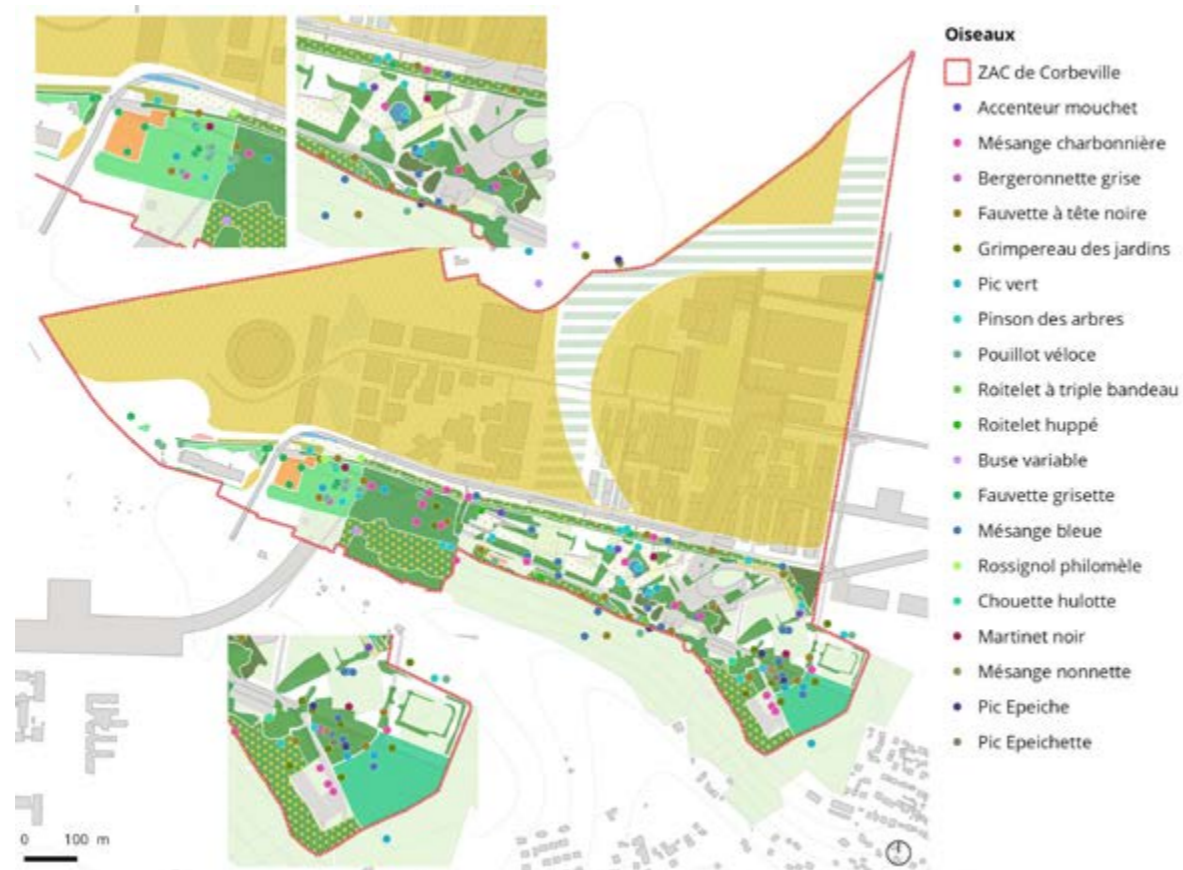 Oiseaux
ZAC de Corbeville
Accenteur mouchet
Mésange charbonnière
Bergeronnette grise
Fauvette à tête noire
Grimpereau des jardins
Pic vert
Pinson des arbres
Pouillot véloce
Roitelet à triple bandeau
Roitelet huppé
Buse variable
Fauvette grisette
Mésange bleue
Rossignol philomèle
Chouette hulotte
Martinet noir
Mésange nonnette
Pic Epeiche
Pic Epeichette
0 100 m